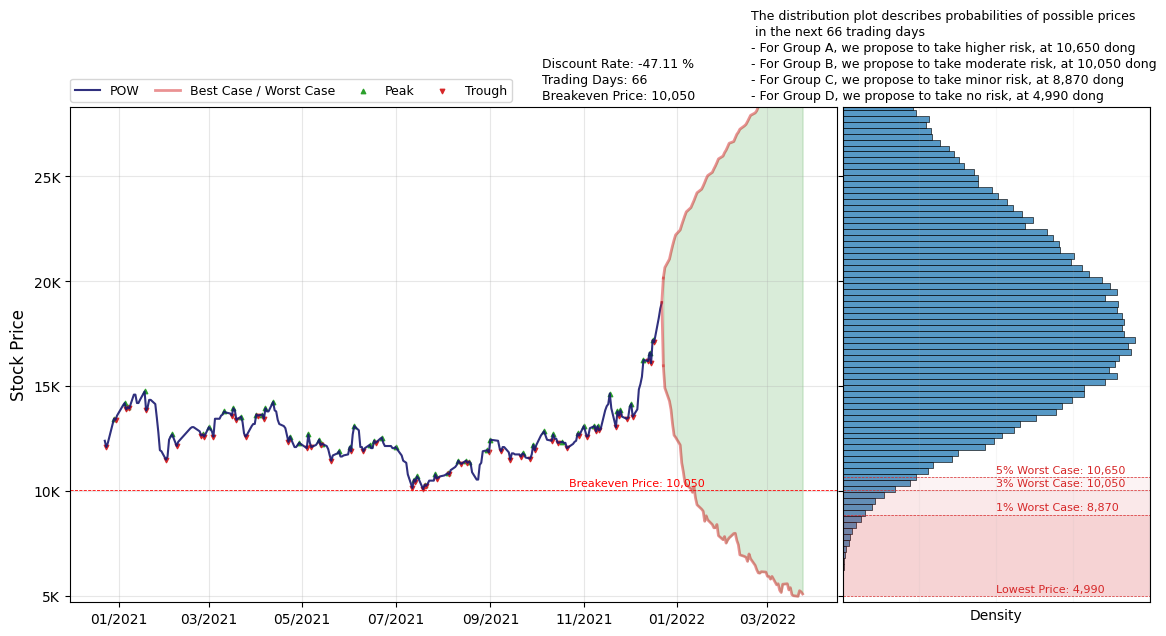 The distribution plot describes probabilities of possible prices
in the next 66 trading days
- For Group A, we propose to take higher risk, at 10,650 dong
- For Group B, we propose to take moderate risk, at 10,050 dong
- For Group C, we propose to take minor risk, at 8,870 dong
- For Group D, we propose to take no risk, at 4,990 dong
Discount Rate: -47.11 %
Trading Days: 66
Breakeven Price: 10,050
POW
Best Case / Worst Case
Peak
Trough
Stock Price
25K
20K
15K
10K
5K
Breakeven Price: 10,050
01/2021
03/2021
05/2021
07/2021
09/2021
11/2021
01/2022
03/2022
5% Worst Case: 10,650
3% Worst Case: 10,050
1% Worst Case: 8,870
Lowest Price: 4,990
Density